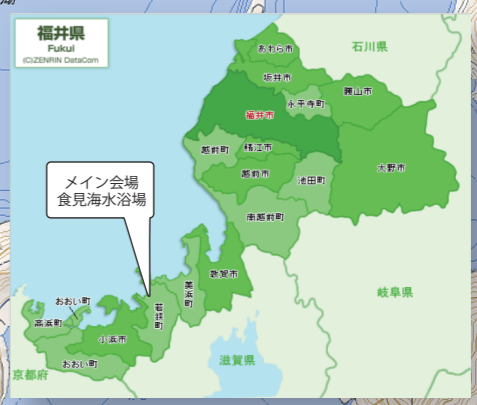 福井県
Fukui
(C)ZENRIN DataCom
石川県
あわら市
坂井市
永平寺町
勝山市
福井市
越前町
鯖江市
大野市
越前市
池田町
南越前町
メイン会場
食見海水浴場
敦賀市
美浜町
若狭町
おおい町
高浜町
小浜市
おおい町
岐阜県
滋賀県
京都府